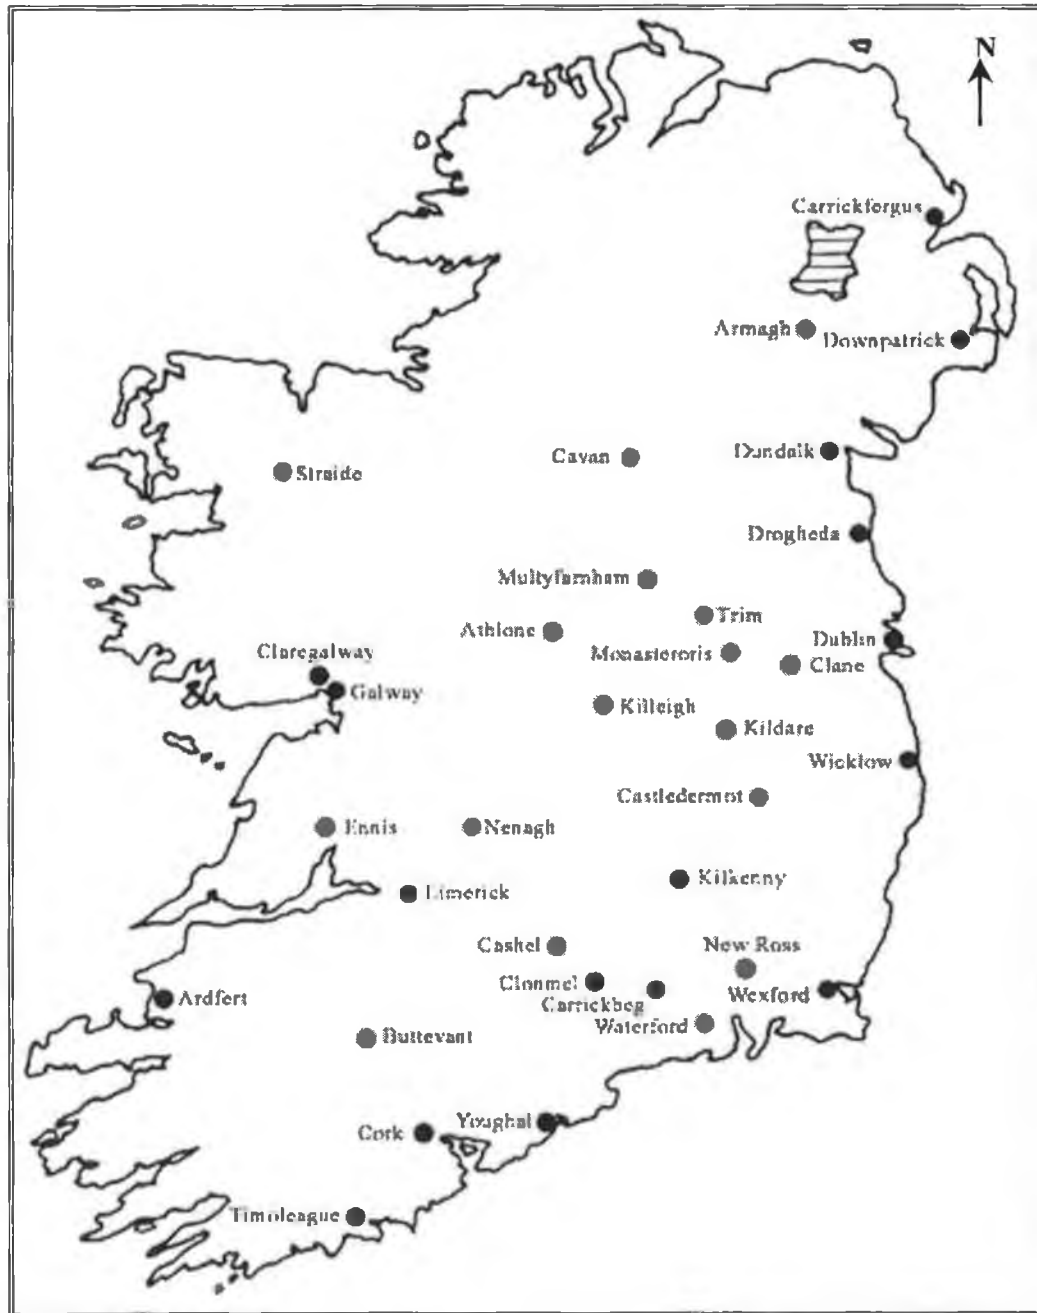 N
Carrickfergus
Armagh
Downpatrick
Dundalk
Cavan
Straide
Drogheda
Multyfarnham
Trim
Athlone
Dublin
Monasteroris
Clane
Claregalway
Galway
Killeigh
Kildare
Wicklow
Castledermot
Ennis
Nenagh
Kilkenny
Limerick
Cashel
New Ross
Clonmel
Wexford
Ardfert
Carrickbeg
Waterford
Buttevant
Youghal
Cork
Timoleague